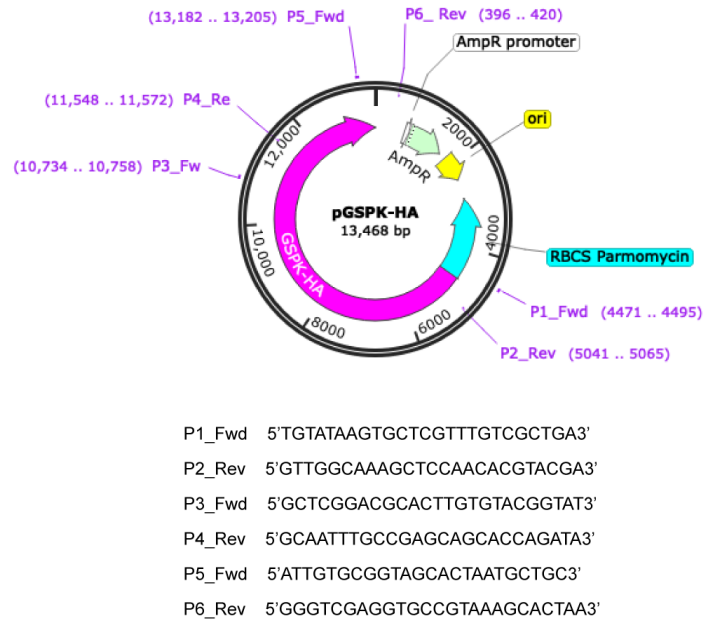 (13,182 .. 13,205) P5_Fwd
P6_ Rev (396 .. 420)
AmpR promoter
(11,548 .. 11,572) P4_Re
ori
2000
12,000
AmpR
(10,734 .. 10,758) P3_Fw
pGSPK-HA
13,468 bp
4000
10,000
GSPK-HA
RBCS Parmomycin
P1_Fwd (4471 .. 4495)
8000
6000
P2_Rev (5041 .. 5065)
P1_Fwd 5’TGTATAAGTGCTCGTTTGTCGCTGA3’
P2_Rev 5’GTTGGCAAAGCTCCAACACGTACGA3’
P3_Fwd 5’GCTCGGACGCACTTGTGTACGGTAT3’
P4_Rev 5’GCAATTTGCCGAGCAGCACCAGATA3’
P5_Fwd 5’ATTGTGCGGTAGCACTAATGCTGC3’
P6_Rev 5’GGGTCGAGGTGCCGTAAAGCACTAA3’